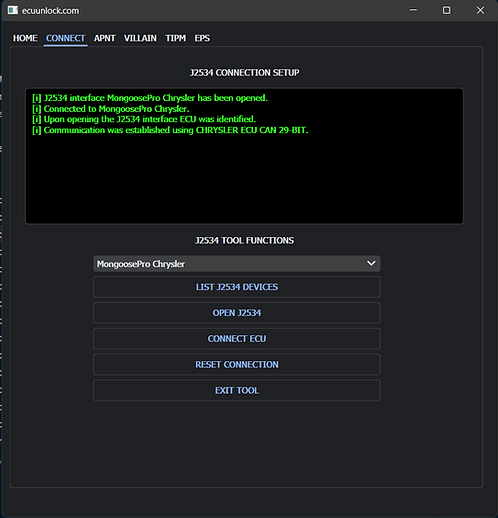 ecuunlock.com
HOME CONNECT APNT VILLAIN TIPM EPS
J2534 CONNECTION SETUP
[i] J2534 interface MongoosePro Chrysler has been opened.
[i] Connected to MongoosePro Chrysler.
[i] Upon opening the J2534 interface ECU was identified.
[i] Communication was established using CHRYSLER ECU CAN 29-BIT.
J2534 TOOL FUNCTIONS
MongoosePro Chrysler
LIST J2534 DEVICES
OPEN J2534
CONNECT ECU
RESET CONNECTION
EXIT TOOL